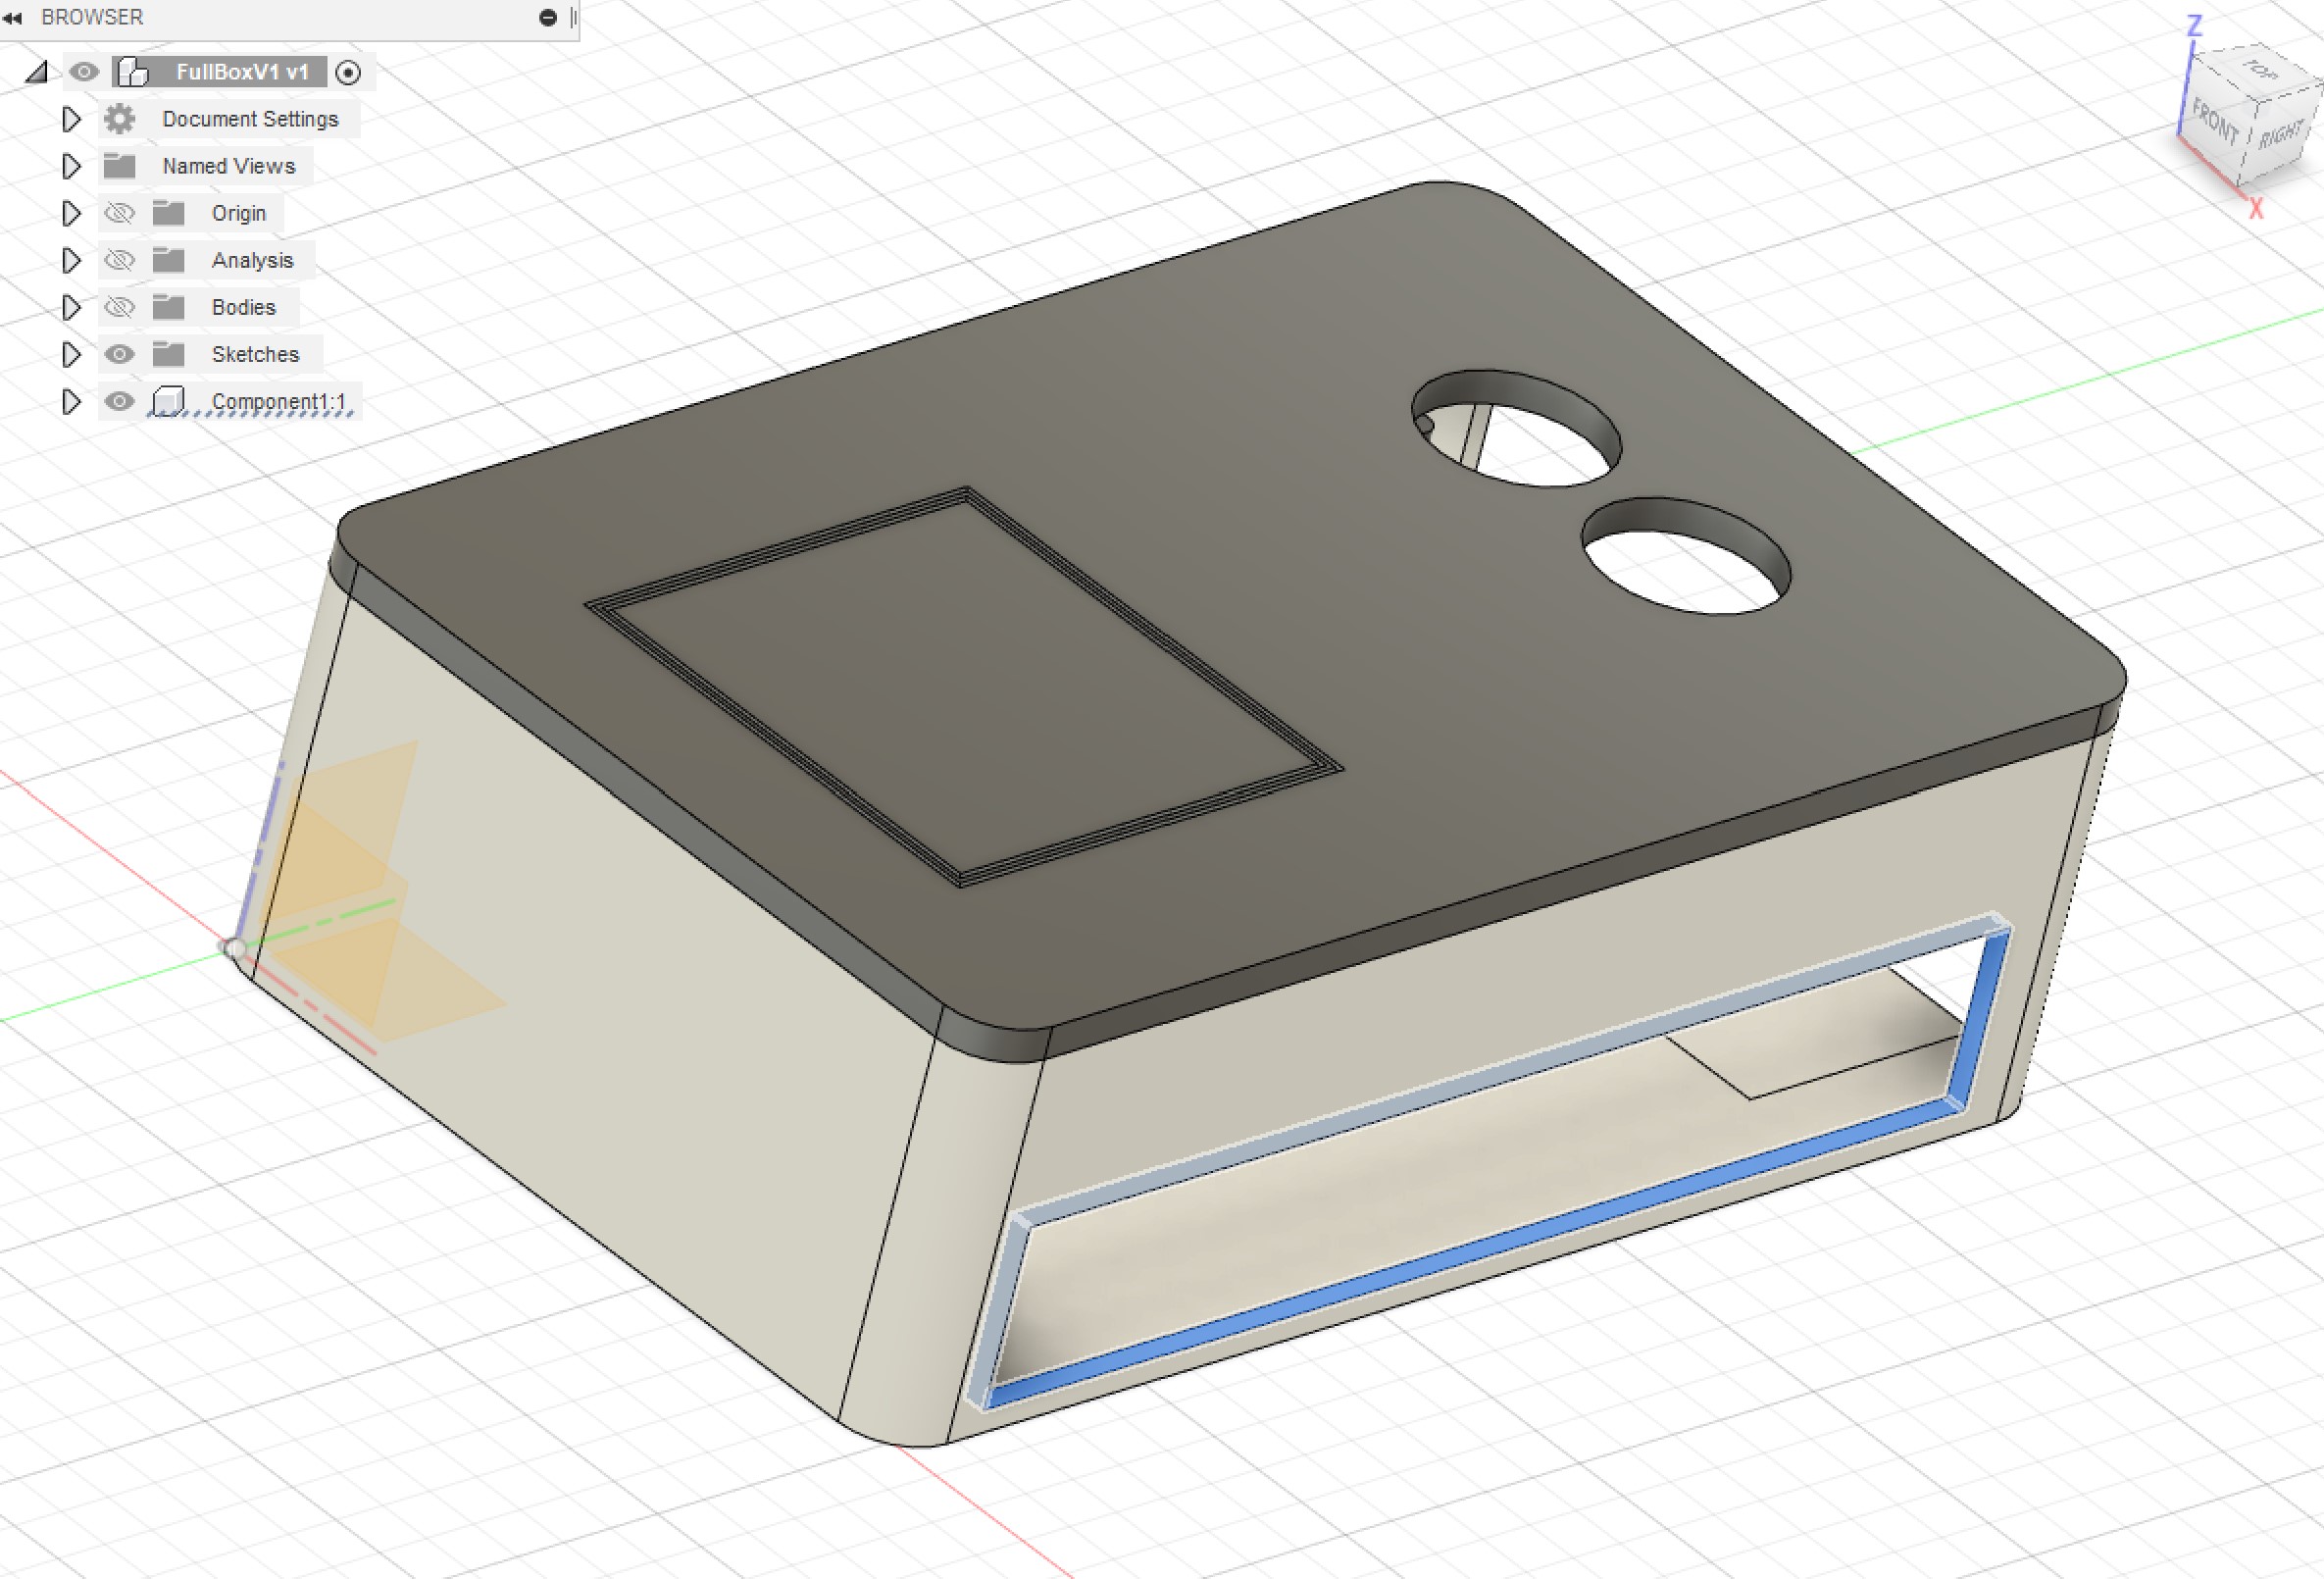 BROWSER
FullBoxV1 v1
Document Settings
Named Views
Origin
Analysis
Bodies
Sketches
Component1:1
Z
TOP
FRONT
RIGHT
X